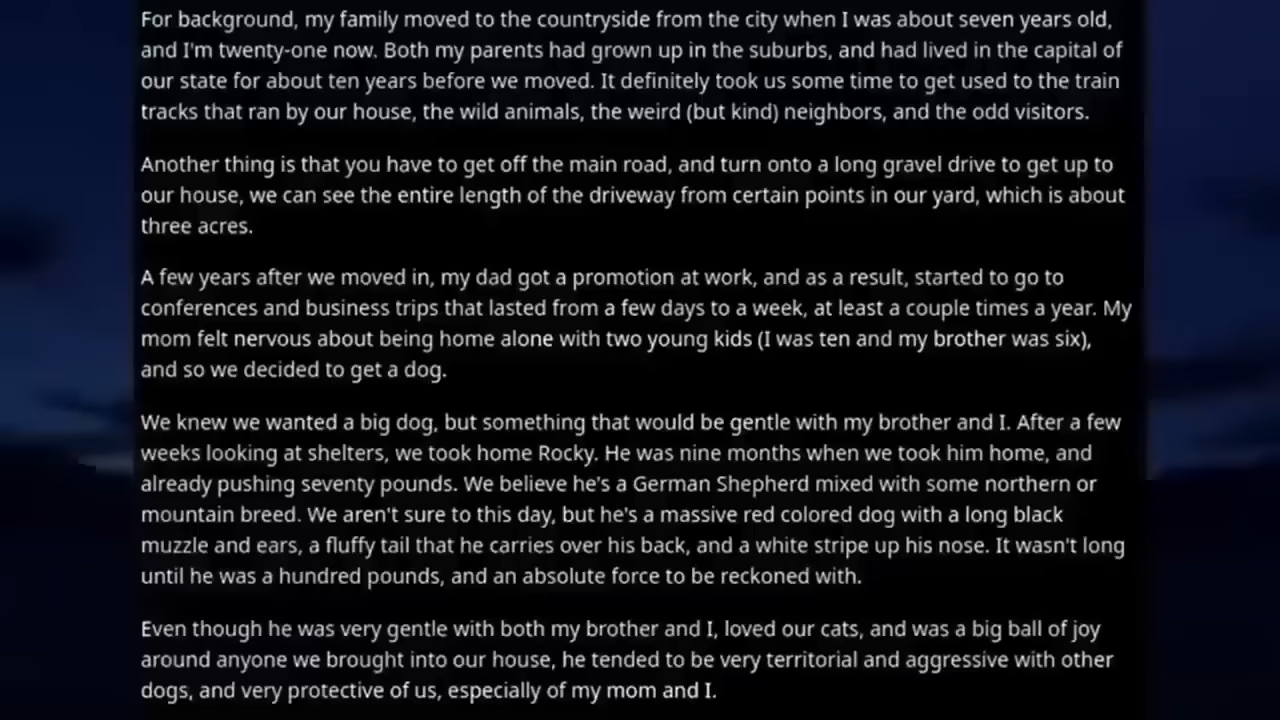 For background, my family moved to the countryside from the city when I was about seven years old,
and I'm twenty-one now. Both my parents had grown up in the suburbs, and had lived in the capital of
our state for about ten years before we moved. It definitely took us some time to get used to the train
tracks that ran by our house, the wild animals, the weird (but kind) neighbors, and the odd visitors.
Another thing is that you have to get off the main road, and turn onto a long gravel drive to get up to
our house, we can see the entire length of the driveway from certain points in our yard, which is about
three acres.
A few years after we moved in, my dad got a promotion at work, and as a result, started to go to
conferences and business trips that lasted from a few days to a week, at least a couple times a year. My
mom felt nervous about being home alone with two young kids (I was ten and my brother was six),
and so we decided to get a dog.
We knew we wanted a big dog, but something that would be gentle with my brother and I. After a few
weeks looking at shelters, we took home Rocky. He was nine months when we took him home, and
already pushing seventy pounds. We believe he's a German Shepherd mixed with some northern or
mountain breed. We aren't sure to this day, but he's a massive red colored dog with a long black
muzzle and ears, a fluffy tail that he carries over his back, and a white stripe up his nose. It wasn't long
until he was a hundred pounds, and an absolute force to be reckoned with.
Even though he was very gentle with both my brother and I, loved our cats, and was a big ball of joy
around anyone we brought into our house, he tended to be very territorial and aggressive with other
dogs, and very protective of us, especially of my mom and I.